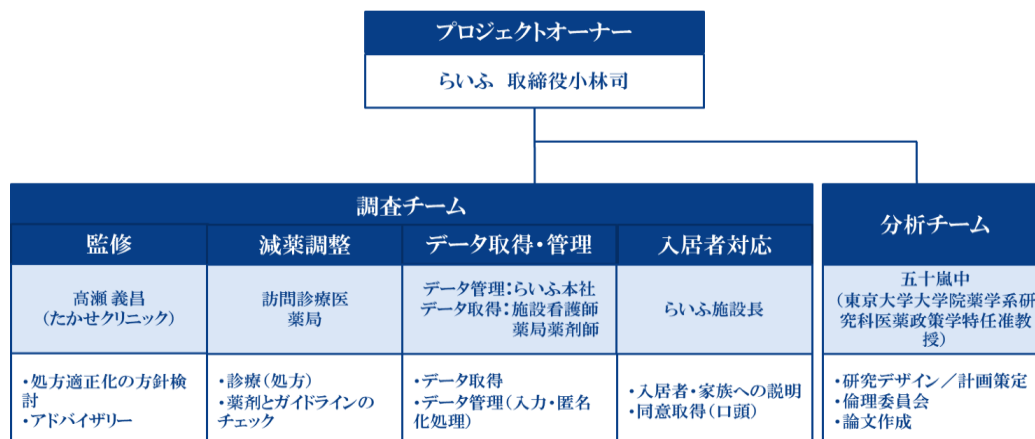 プロジェクトオーナー
らいふ 取締役小林司
調査チーム
監修
減薬調整
データ取得・管理
入居者対応
分析チーム
高瀬 義昌
(たかせクリニック)
訪問診療医
薬局
データ管理:らいふ本社
データ取得:施設看護師
薬局薬剤師
らいふ施設長
五十嵐中
(東京大学大学院薬学系研
究科医薬政策学特任准教
授)
・処方適正化の方針検
討
・アドバイザリー
・診療(処方)
・薬剤とガイドラインの
チェック
・データ取得
・データ管理(入力・匿名
化処理)
・入居者・家族への説明
・同意取得(口頭)
・研究デザイン/計画策定
・倫理委員会
・論文作成